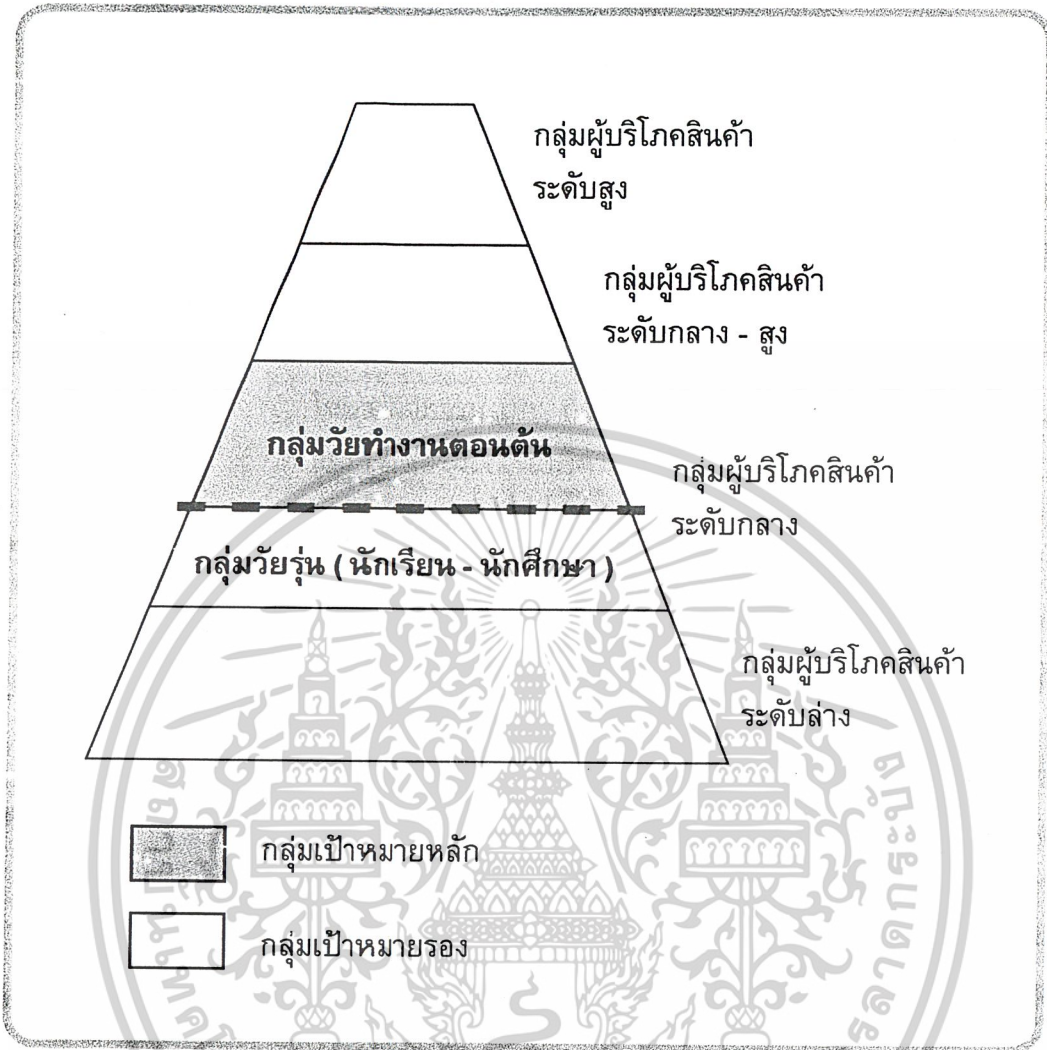 กลุ่มผู้บริโภคสินค้า
ระดับสูง
กลุ่มผู้บริโภคสินค้า
ระดับกลาง - สูง
กลุ่มวัยทำงานตอนต้น
กลุ่มผู้บริโภคสินค้า
ระดับกลาง
กลุ่มวัยรุ่น ( นักเรียน - นักศึกษา )
กลุ่มผู้บริโภคสินค้า
ระดับล่าง
กลุ่มเป้าหมายหลัก
กลุ่มเป้าหมายรอง